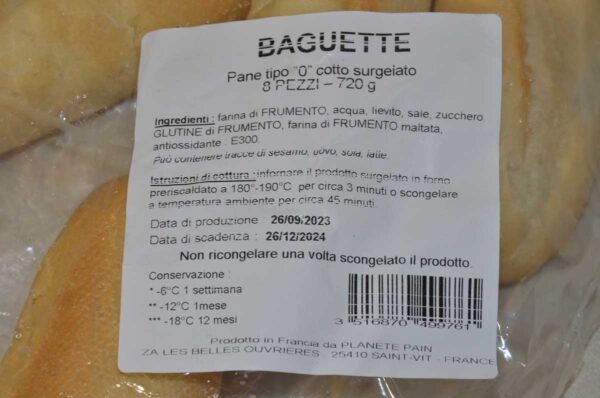 BAGUETTE
Pane tipo "0" cotto surgelato
8 PEZZI – 720 g
Ingredienti : farina di FRUMENTO, acqua, lievito, sale, zucchero
GLUTINE di FRUMENTO, farina di FRUMENTO maltata,
antiossidante : E300.
Può contenere tracce di sesamo, uovo, soia, latte.
Istruzioni di cottura :infornare il prodotto surgelato in forno
preriscaldato a 180°-190°C per circa 3 minuti o scongelare
a temperatura ambiente per circa 45 minuti.
Data di produzione : 26/09/2023
Data di scadenza : 26/12/2024
Non ricongelare una volta scongelato il prodotto.
Conservazione :
* -6°C 1 settimana
** -12°C 1mese
*** -18°C 12 mesi
3 516870 499761
Prodotto in Francia da PLANETE PAIN
ZA LES BELLES OUVRIERES . 25410 SAINT-VIT - FRANCE